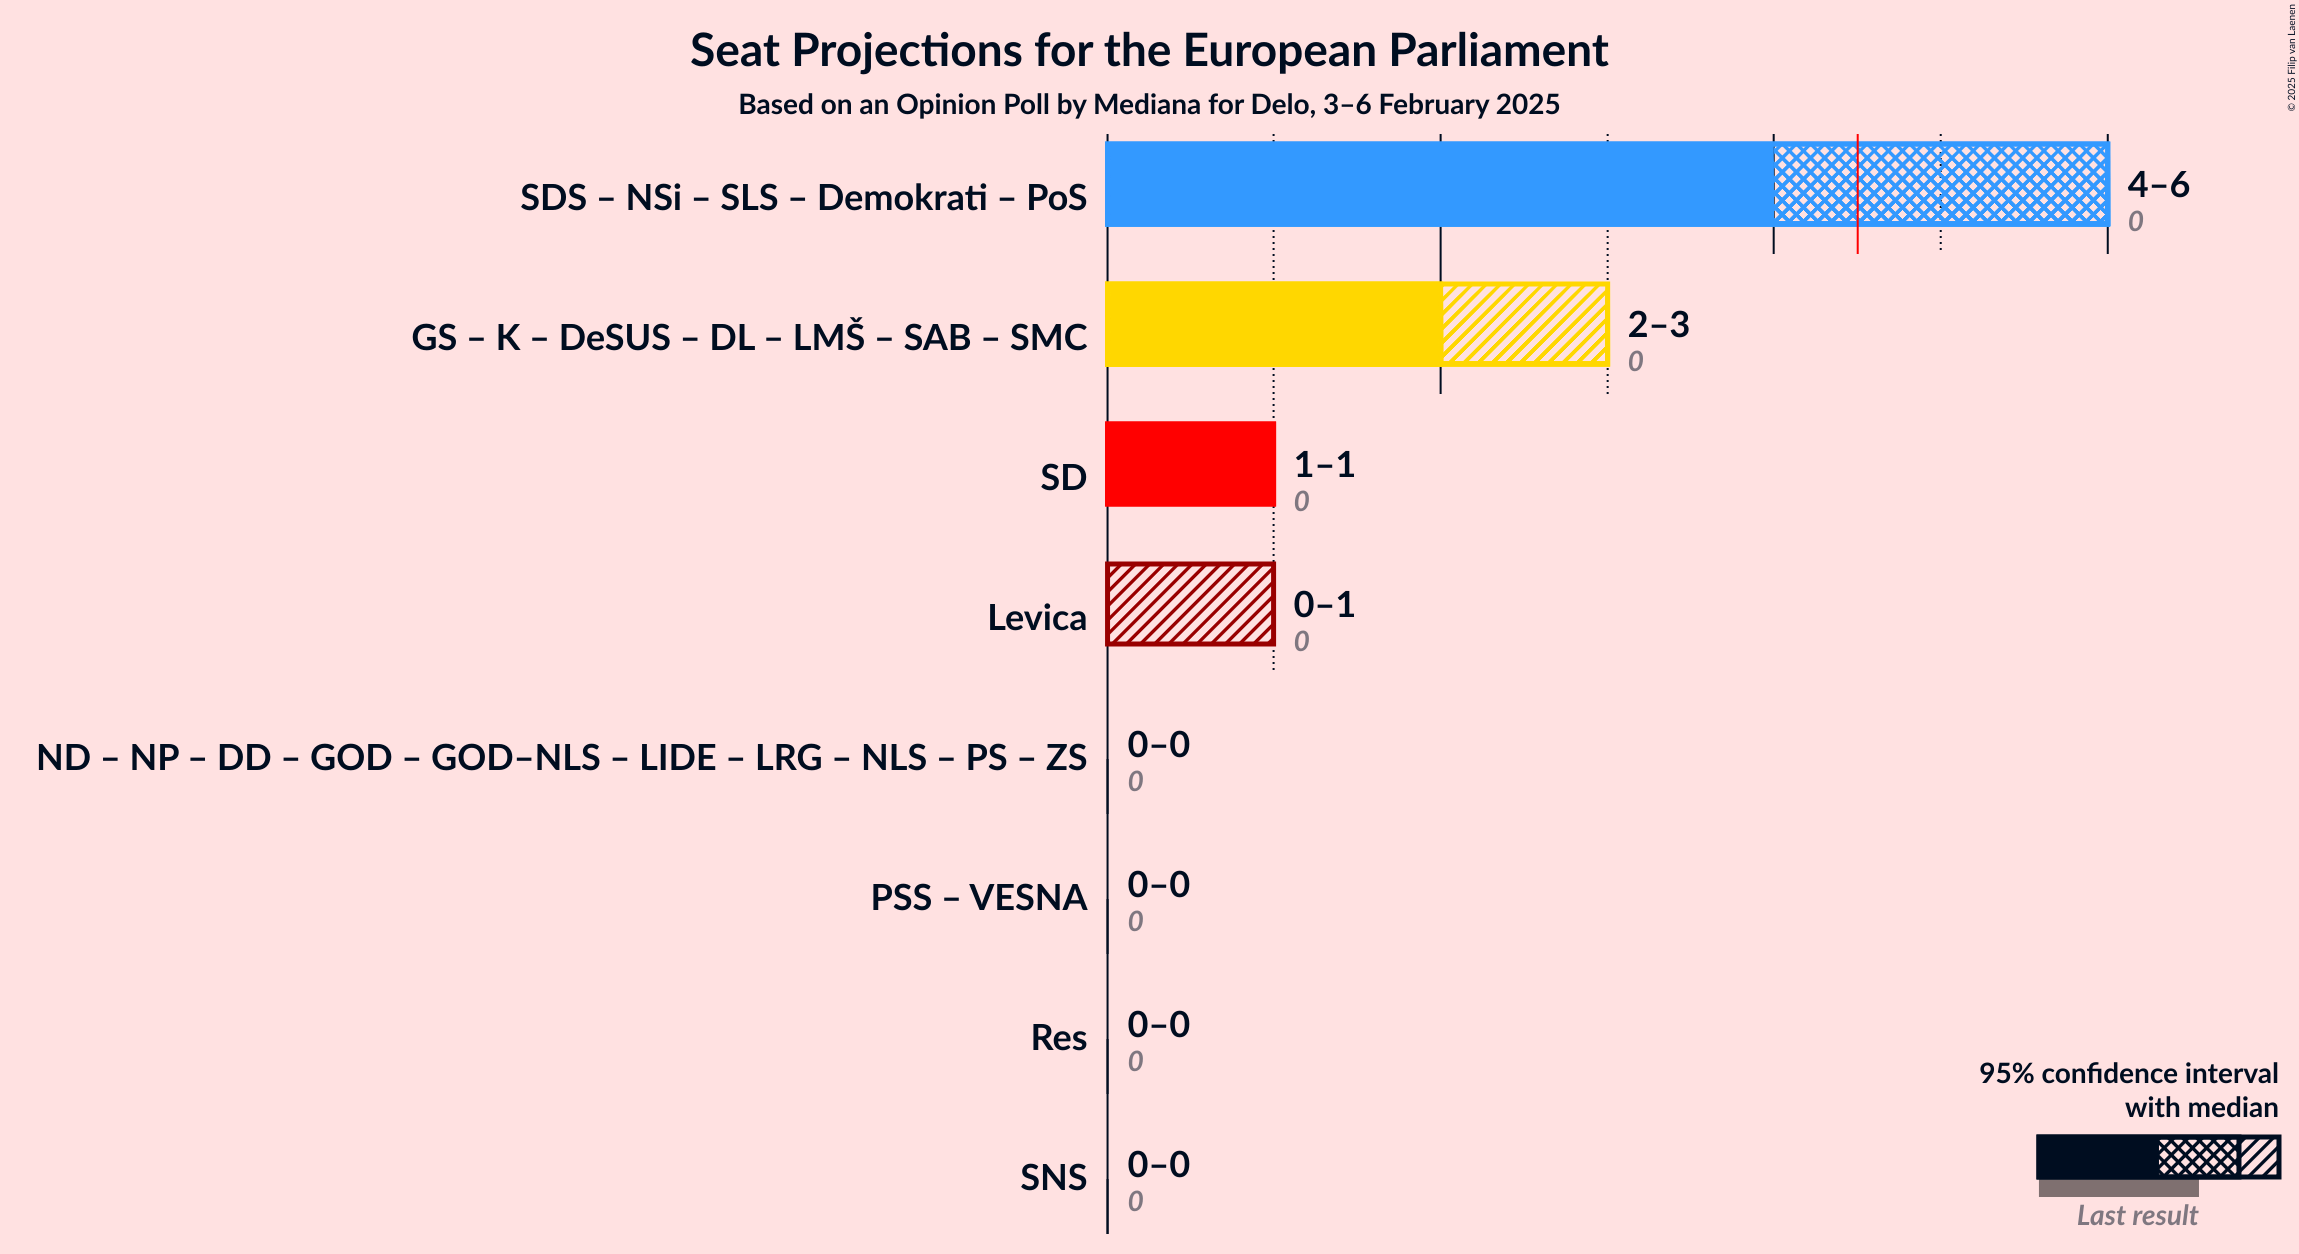 Seat Projections for the European Parliament
Based on an Opinion Poll by Mediana for Delo, 3–6 February 2025
© 2025 Filip van Laenen
SDS – NSi – SLS – Demokrati – PoS
4–6
0
GS – K – DeSUS – DL – LMŠ – SAB – SMC
2–3
0
SD
1–1
0
Levica
0–1
0
ND – NP – DD – GOD – GOD–NLS – LIDE – LRG – NLS – PS – ZS
0–0
0
PSS – VESNA
0–0
0
Res
0–0
0
SNS
0–0
0
95% confidence interval
with median
Last result